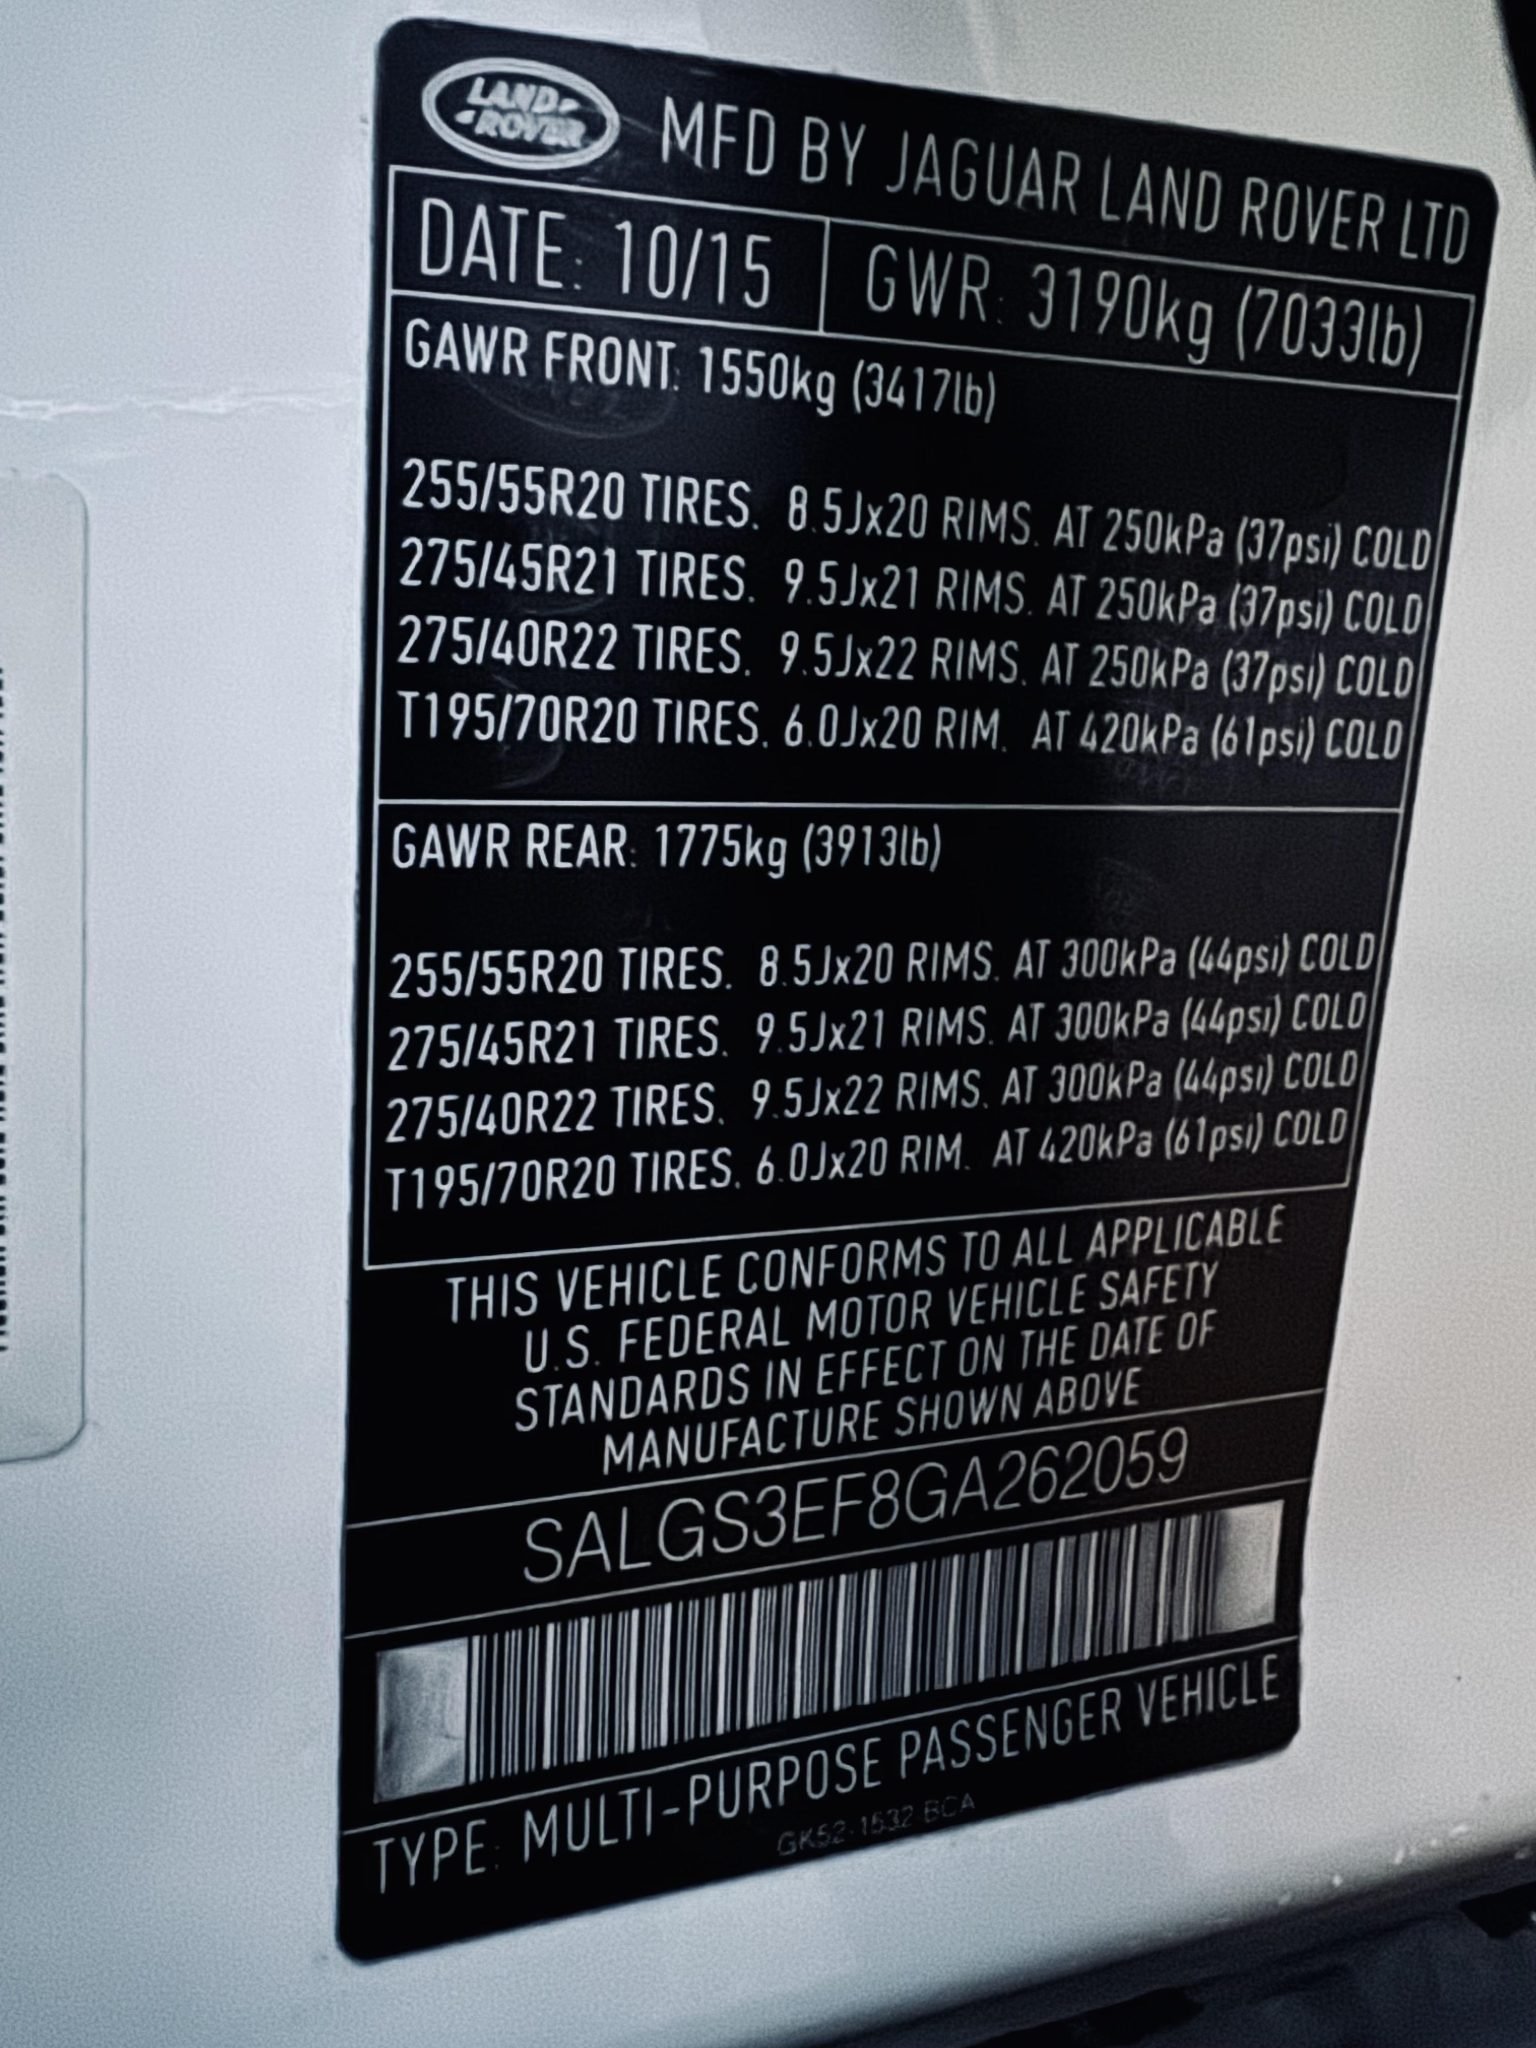 LAND
ROVER
MFD BY JAGUAR LAND ROVER LTD
DATE: 10/15
GWR: 3190kg (7033lb)
GAWR FRONT: 1550kg (3417lb)
255/55R20 TIRES. 8.5Jx20 RIMS. AT 250kPa (37psi) COLD
275/45R21 TIRES. 9.5Jx21 RIMS. AT 250kPa (37psi) COLD
275/40R22 TIRES. 9.5Jx22 RIMS. AT 250kPa (37psi) COLD
T195/70R20 TIRES. 6.0Jx20 RIM. AT 420kPa (61psi) COLD
GAWR REAR: 1775kg (3913lb)
255/55R20 TIRES. 8.5Jx20 RIMS. AT 300kPa (44psi) COLD
275/45R21 TIRES. 9.5Jx21 RIMS. AT 300kPa (44psi) COLD
275/40R22 TIRES. 9.5Jx22 RIMS. AT 300kPa (44psi) COLD
T195/70R20 TIRES. 6.0Jx20 RIM. AT 420kPa (61psi) COLD
THIS VEHICLE CONFORMS TO ALL APPLICABLE
U.S. FEDERAL MOTOR VEHICLE SAFETY
STANDARDS IN EFFECT ON THE DATE OF
MANUFACTURE SHOWN ABOVE
SALGS3EF8GA262059
TYPE: MULTI-PURPOSE PASSENGER VEHICLE
GK52-1532-BCA